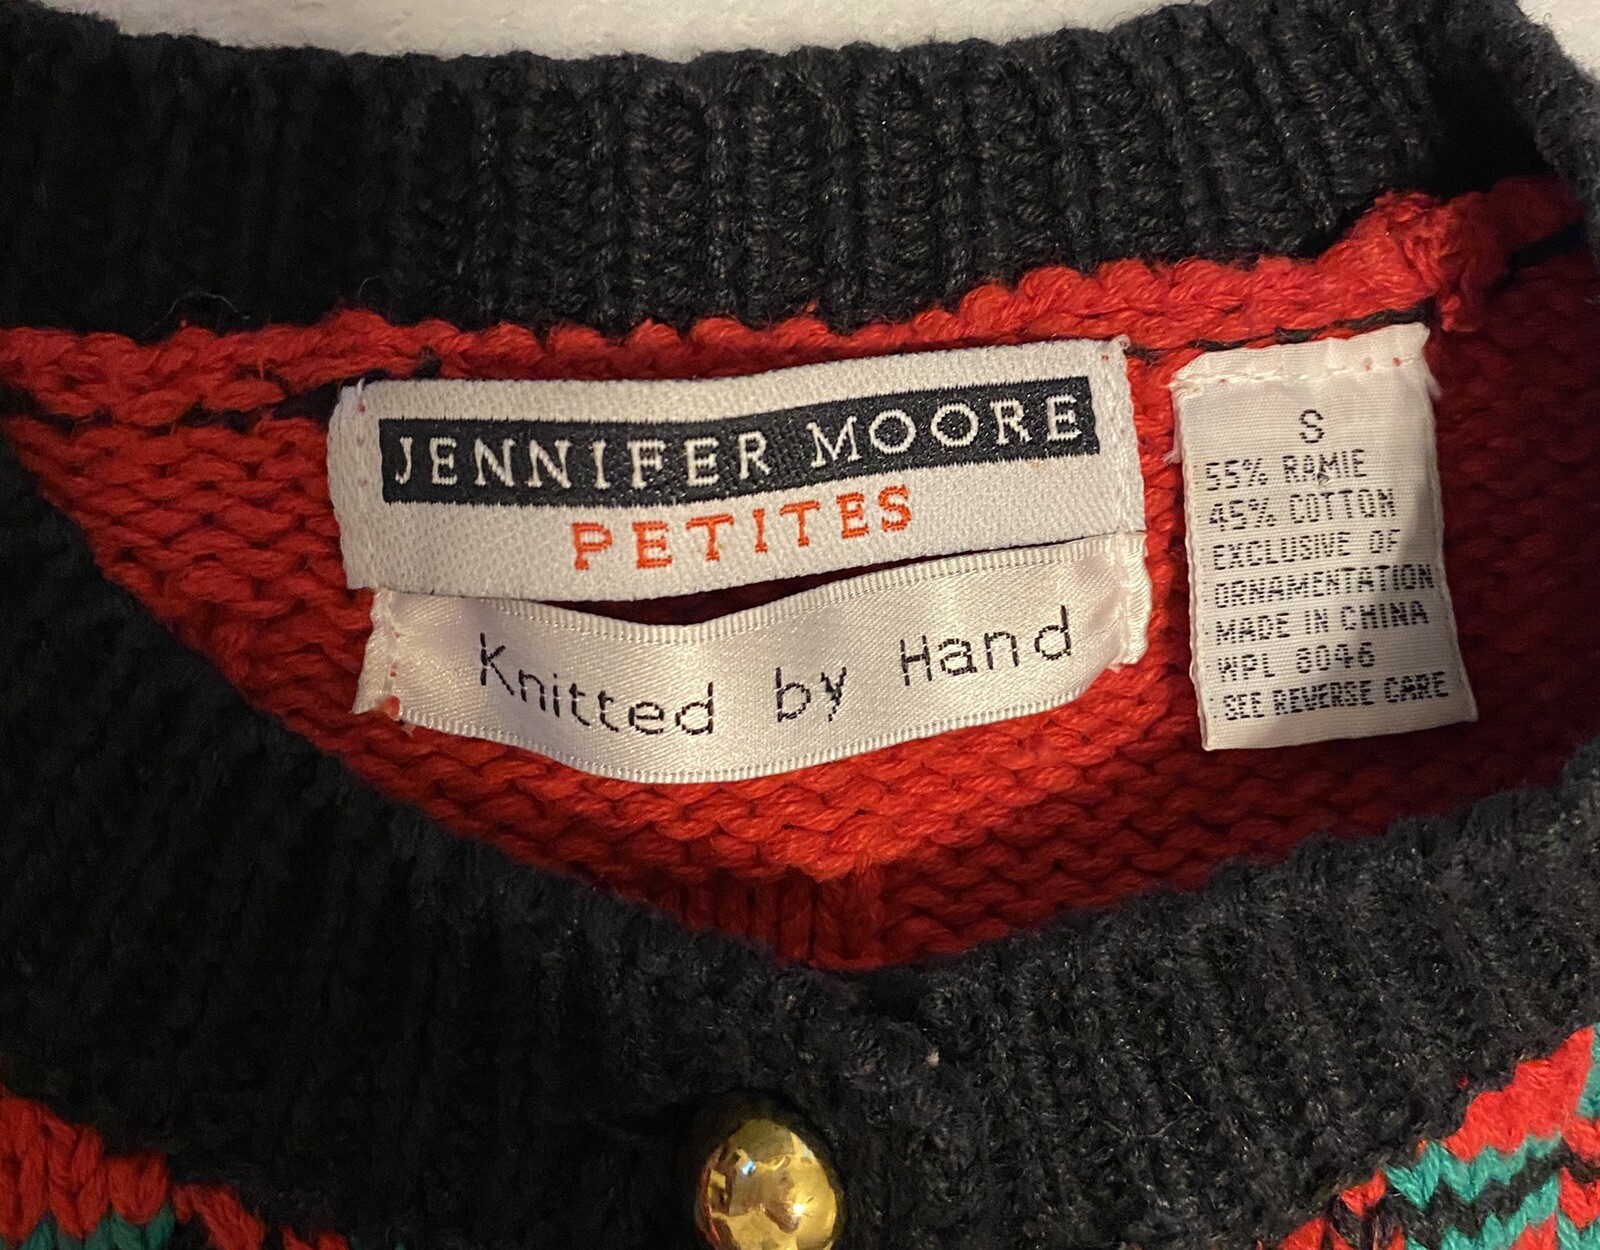 JENNIFER MOORE
PETITES
Knitted by Hand
S
55% RAMIE
45% COTTON
EXCLUSIVE OF
ORNAMENTATION
MADE IN CHINA
WPL 8046
SEE REVERSE CARE